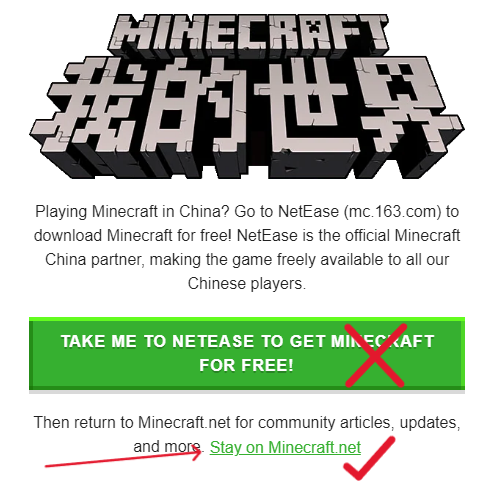 MINECRAFT
我的世界
Playing Minecraft in China? Go to NetEase (mc.163.com) to
download Minecraft for free! NetEase is the official Minecraft
China partner, making the game freely available to all our
Chinese players.
TAKE ME TO NETEASE TO GET MINECRAFT
FOR FREE!
Then return to Minecraft.net for community articles, updates,
and more. Stay on Minecraft.net